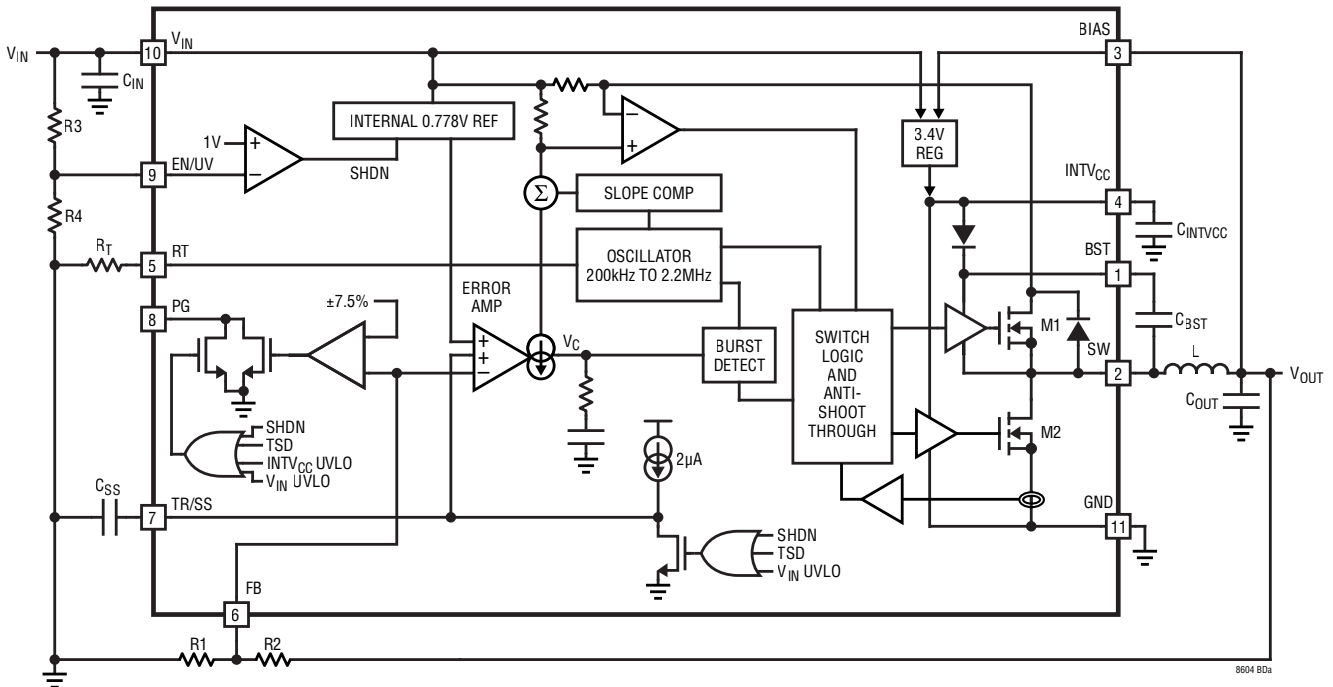 V_IN
10
V_IN
C_IN
R3
1V
+
−
9
EN/UV
SHDN
INTERNAL 0.778V REF
−
+
3.4V
REG
BIAS
3
INTV_CC
4
C_INTVCC
R4
R_T
5
RT
Σ
SLOPE COMP
OSCILLATOR
200kHz TO 2.2MHz
BST
1
C_BST
8
PG
±7.5%
ERROR
AMP
+
+
−
V_C
BURST
DETECT
SWITCH
LOGIC
AND
ANTI-
SHOOT
THROUGH
M1
SW
2
L
V_OUT
C_OUT
M2
SHDN
TSD
INTV_CC UVLO
V_IN UVLO
2µA
C_SS
7
TR/SS
GND
11
SHDN
TSD
V_IN UVLO
FB
6
R1
R2
8604 BDa